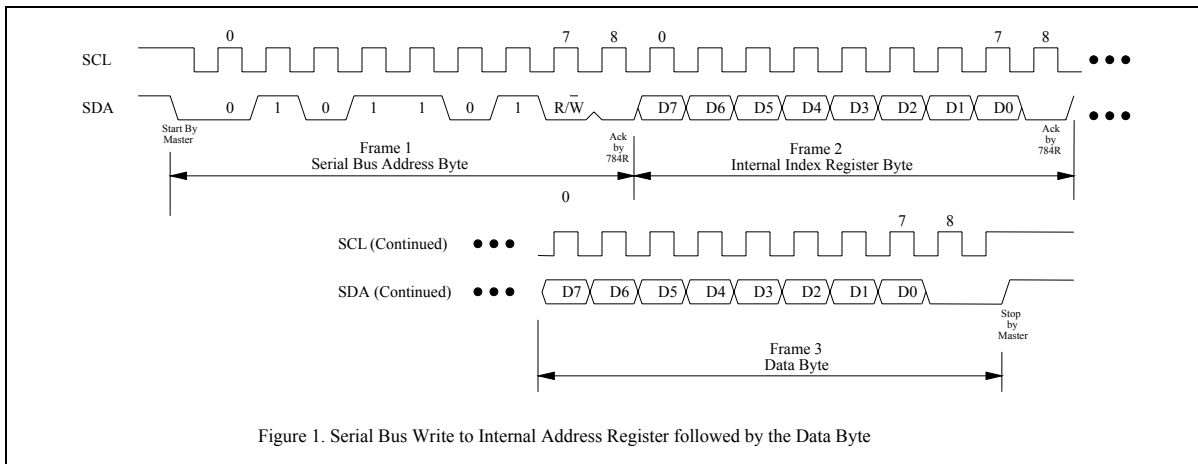 0 7 8 0 7 8
SCL
SDA
0 1 0 1 1 0 1 R/W̅ D7 D6 D5 D4 D3 D2 D1 D0
Start By
Master
Ack
by
784R
Ack
by
784R
Frame 1
Serial Bus Address Byte
Frame 2
Internal Index Register Byte
0 7 8
SCL (Continued)
SDA (Continued)
D7 D6 D5 D4 D3 D2 D1 D0
Stop
by
Master
Frame 3
Data Byte
Figure 1. Serial Bus Write to Internal Address Register followed by the Data Byte